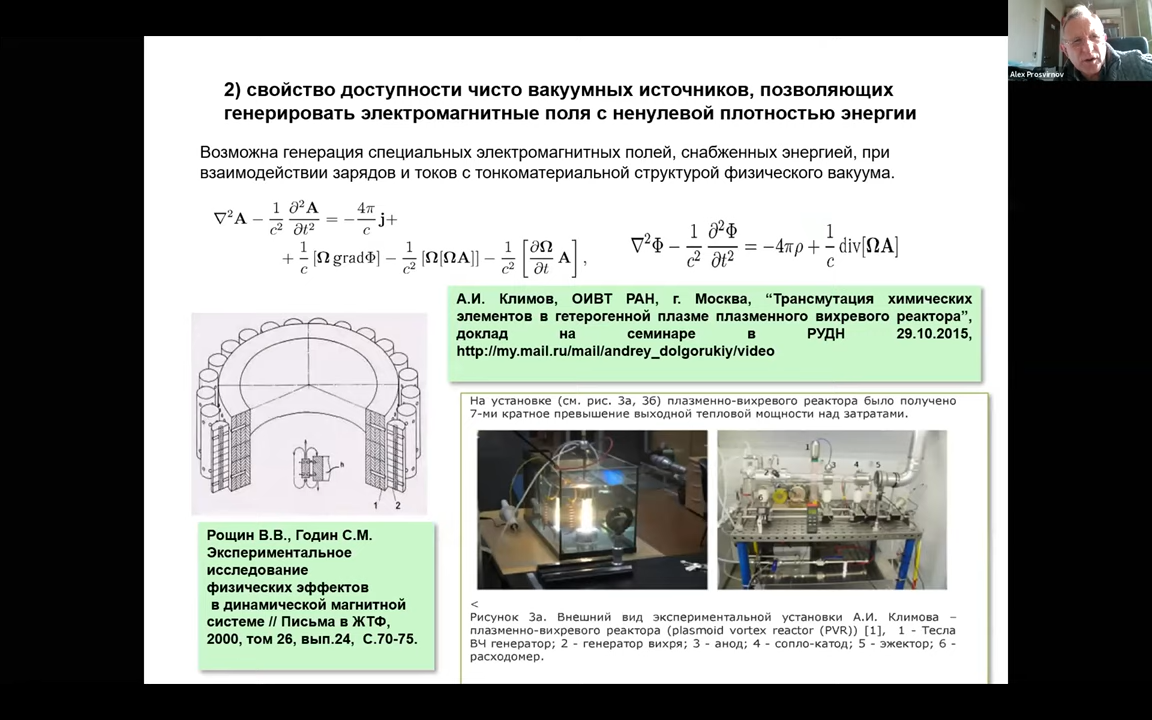 Alex Prosvirnov
2) свойство доступности чисто вакуумных источников, позволяющих
генерировать электромагнитные поля с ненулевой плотностью энергии
Возможна генерация специальных электромагнитных полей, снабженных энергией, при
взаимодействии зарядов и токов с тонкоматериальной структурой физического вакуума.
∇²A − 1/c² ∂²A/∂t² = −4π/c j+
+ 1/c [Ω gradΦ] − 1/c² [Ω[ΩA]] − 1/c² [∂Ω/∂t A] ,
∇²Φ − 1/c² ∂²Φ/∂t² = −4πρ + 1/c div[ΩA]
А.И. Климов, ОИВТ РАН, г. Москва, “Трансмутация химических
элементов в гетерогенной плазме плазменного вихревого реактора”,
доклад на семинаре в РУДН 29.10.2015,
http://my.mail.ru/mail/andrey_dolgorukiy/video
h
1 2
Рощин В.В., Годин С.М.
Экспериментальное
исследование
физических эффектов
в динамической магнитной
системе // Письма в ЖТФ,
2000, том 26, вып.24, С.70-75.
На установке (см. рис. 3а, 3б) плазменно-вихревого реактора было получено
7-ми кратное превышение выходной тепловой мощности над затратами.
1
2 3 4 5
6
<
Рисунок 3а. Внешний вид экспериментальной установки А.И. Климова –
плазменно-вихревого реактора (plasmoid vortex reactor (PVR)) [1], 1 - Тесла
ВЧ генератор; 2 - генератор вихря; 3 - анод; 4 - сопло-катод; 5 - эжектор; 6 -
расходомер.